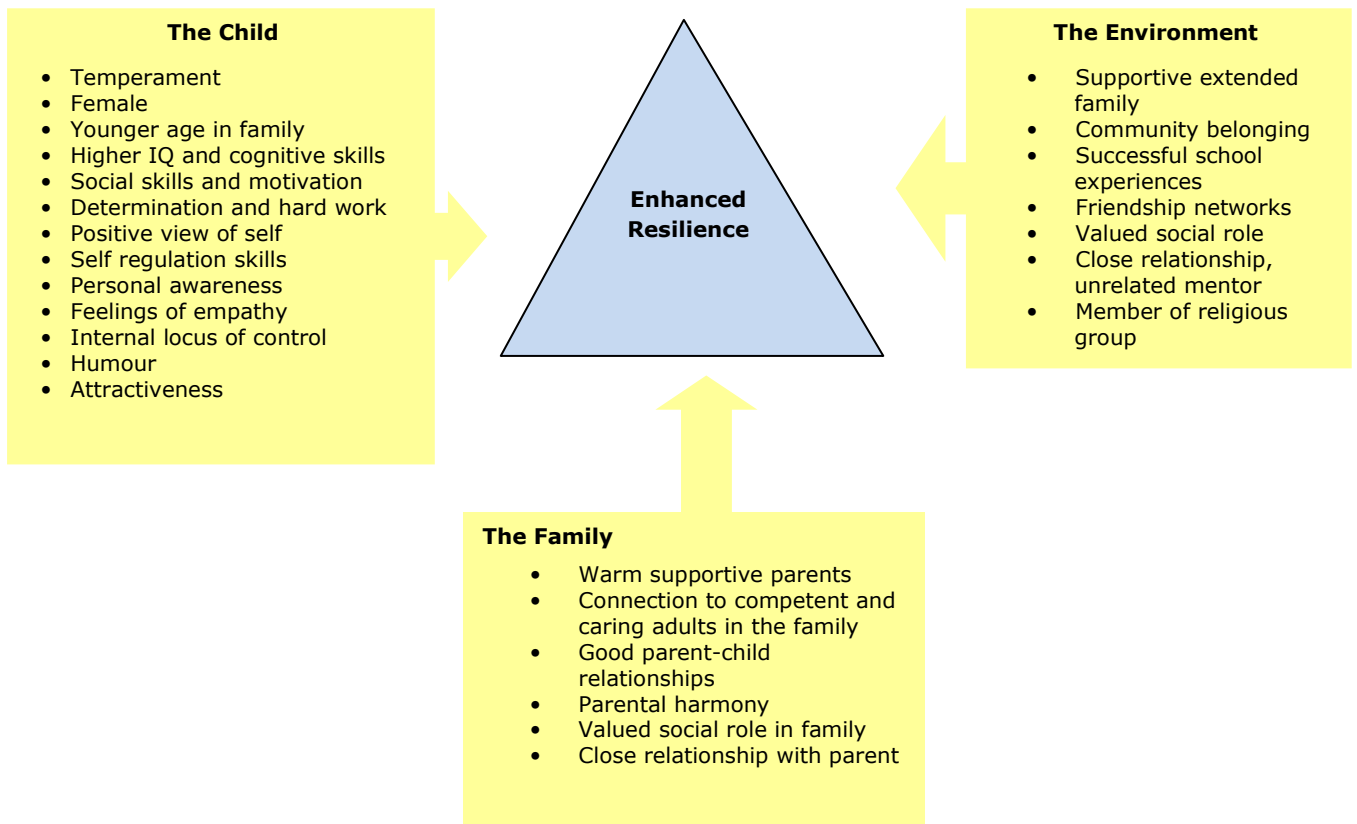 The Child
• Temperament
• Female
• Younger age in family
• Higher IQ and cognitive skills
• Social skills and motivation
• Determination and hard work
• Positive view of self
• Self regulation skills
• Personal awareness
• Feelings of empathy
• Internal locus of control
• Humour
• Attractiveness
Enhanced
Resilience
The Environment
• Supportive extended
family
• Community belonging
• Successful school
experiences
• Friendship networks
• Valued social role
• Close relationship,
unrelated mentor
• Member of religious
group
The Family
• Warm supportive parents
• Connection to competent and
caring adults in the family
• Good parent-child
relationships
• Parental harmony
• Valued social role in family
• Close relationship with parent